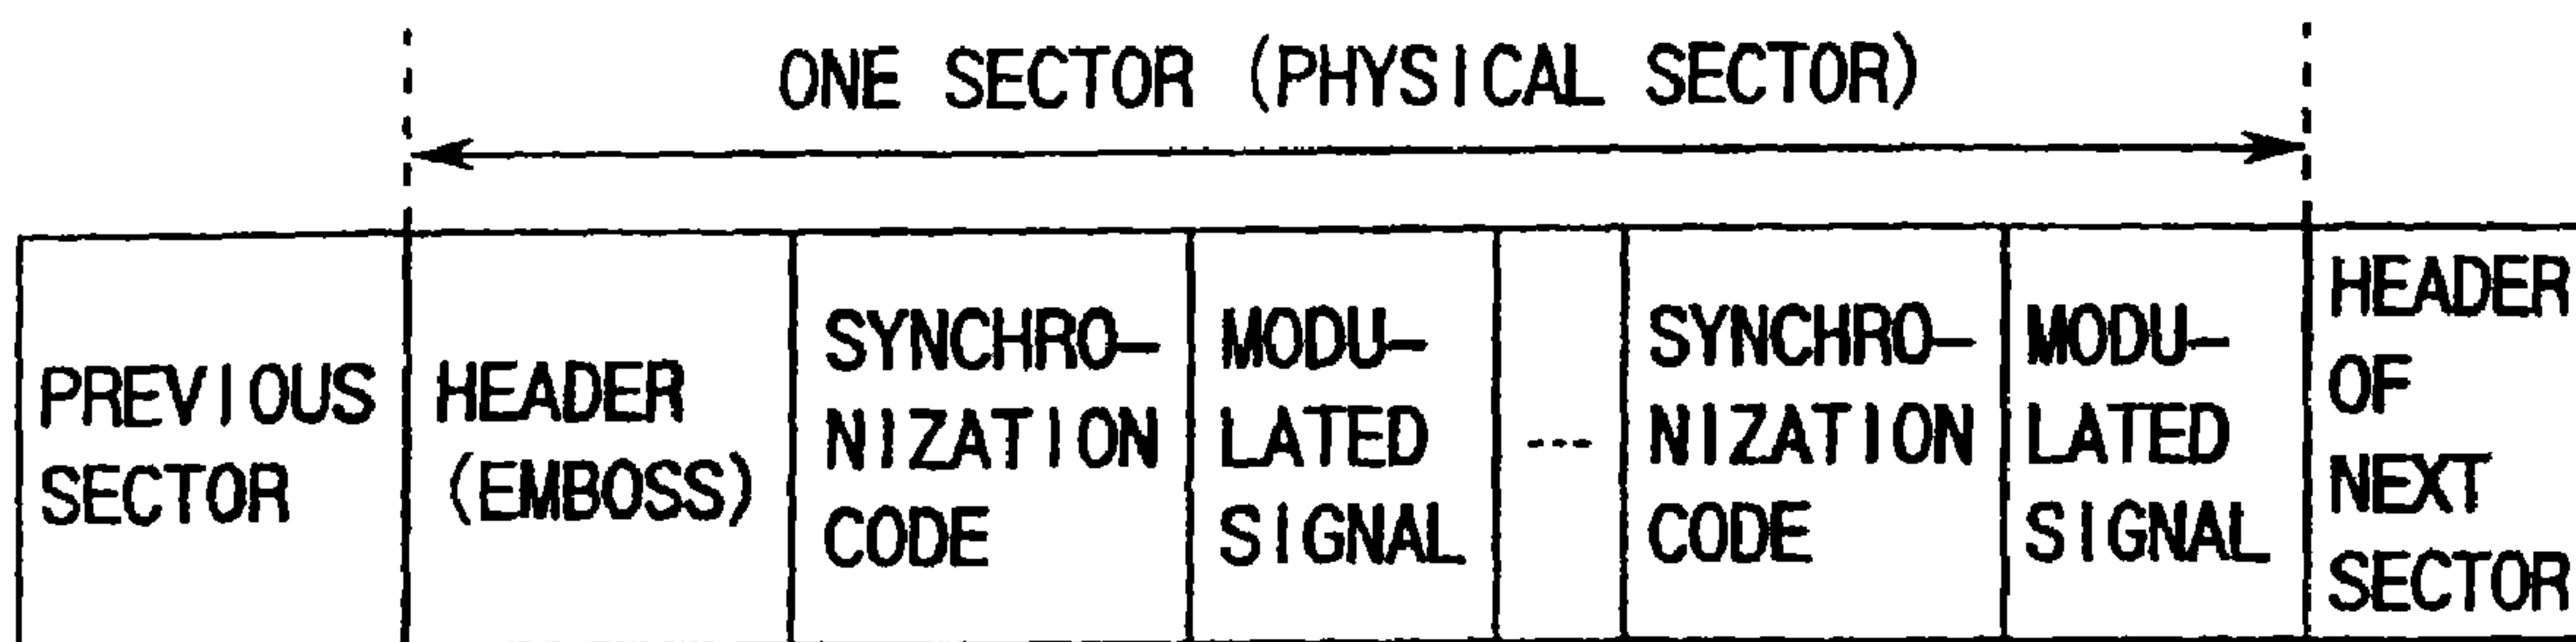 ONE SECTOR (PHYSICAL SECTOR)
PREVIOUS
SECTOR
HEADER
(EMBOSS)
SYNCHRO-
NIZATION
CODE
MODU-
LATED
SIGNAL
---
SYNCHRO-
NIZATION
CODE
MODU-
LATED
SIGNAL
HEADER
OF
NEXT
SECTOR